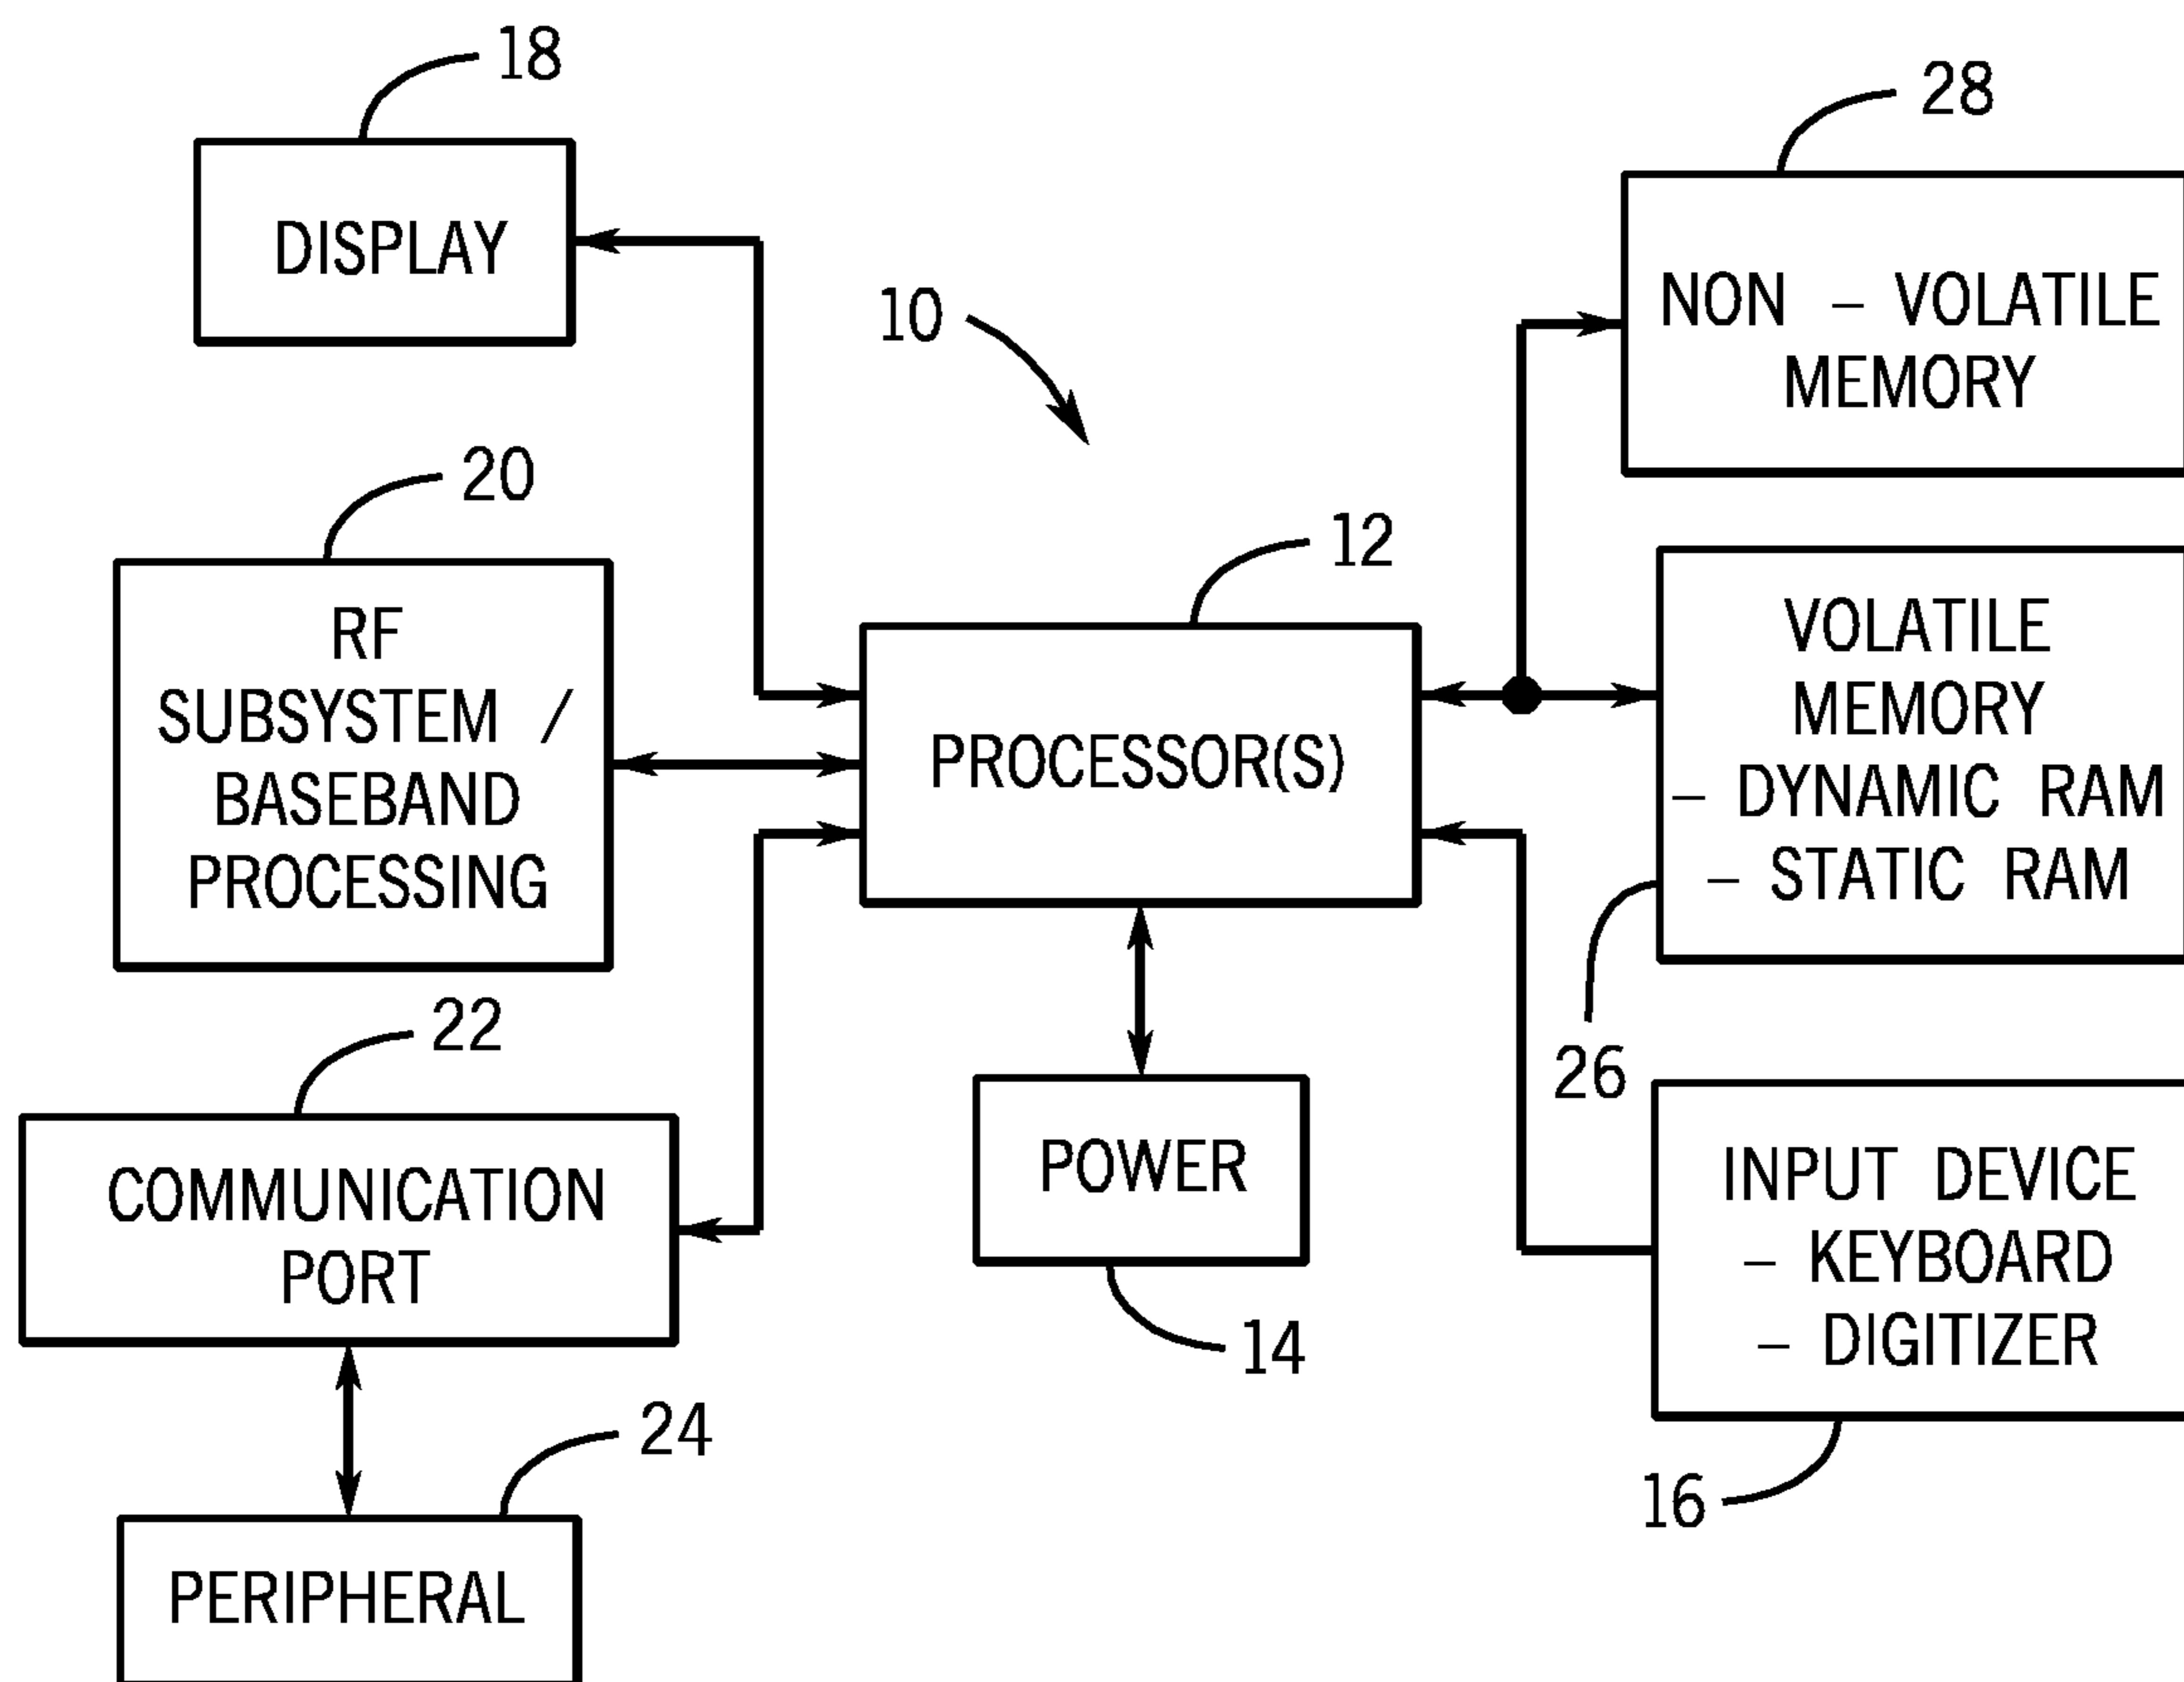 18
DISPLAY
10
28
NON – VOLATILE
MEMORY
20
RF
SUBSYSTEM /
BASEBAND
PROCESSING
12
PROCESSOR(S)
VOLATILE
MEMORY
– DYNAMIC RAM
– STATIC RAM
26
22
COMMUNICATION
PORT
POWER
14
INPUT DEVICE
– KEYBOARD
– DIGITIZER
16
24
PERIPHERAL